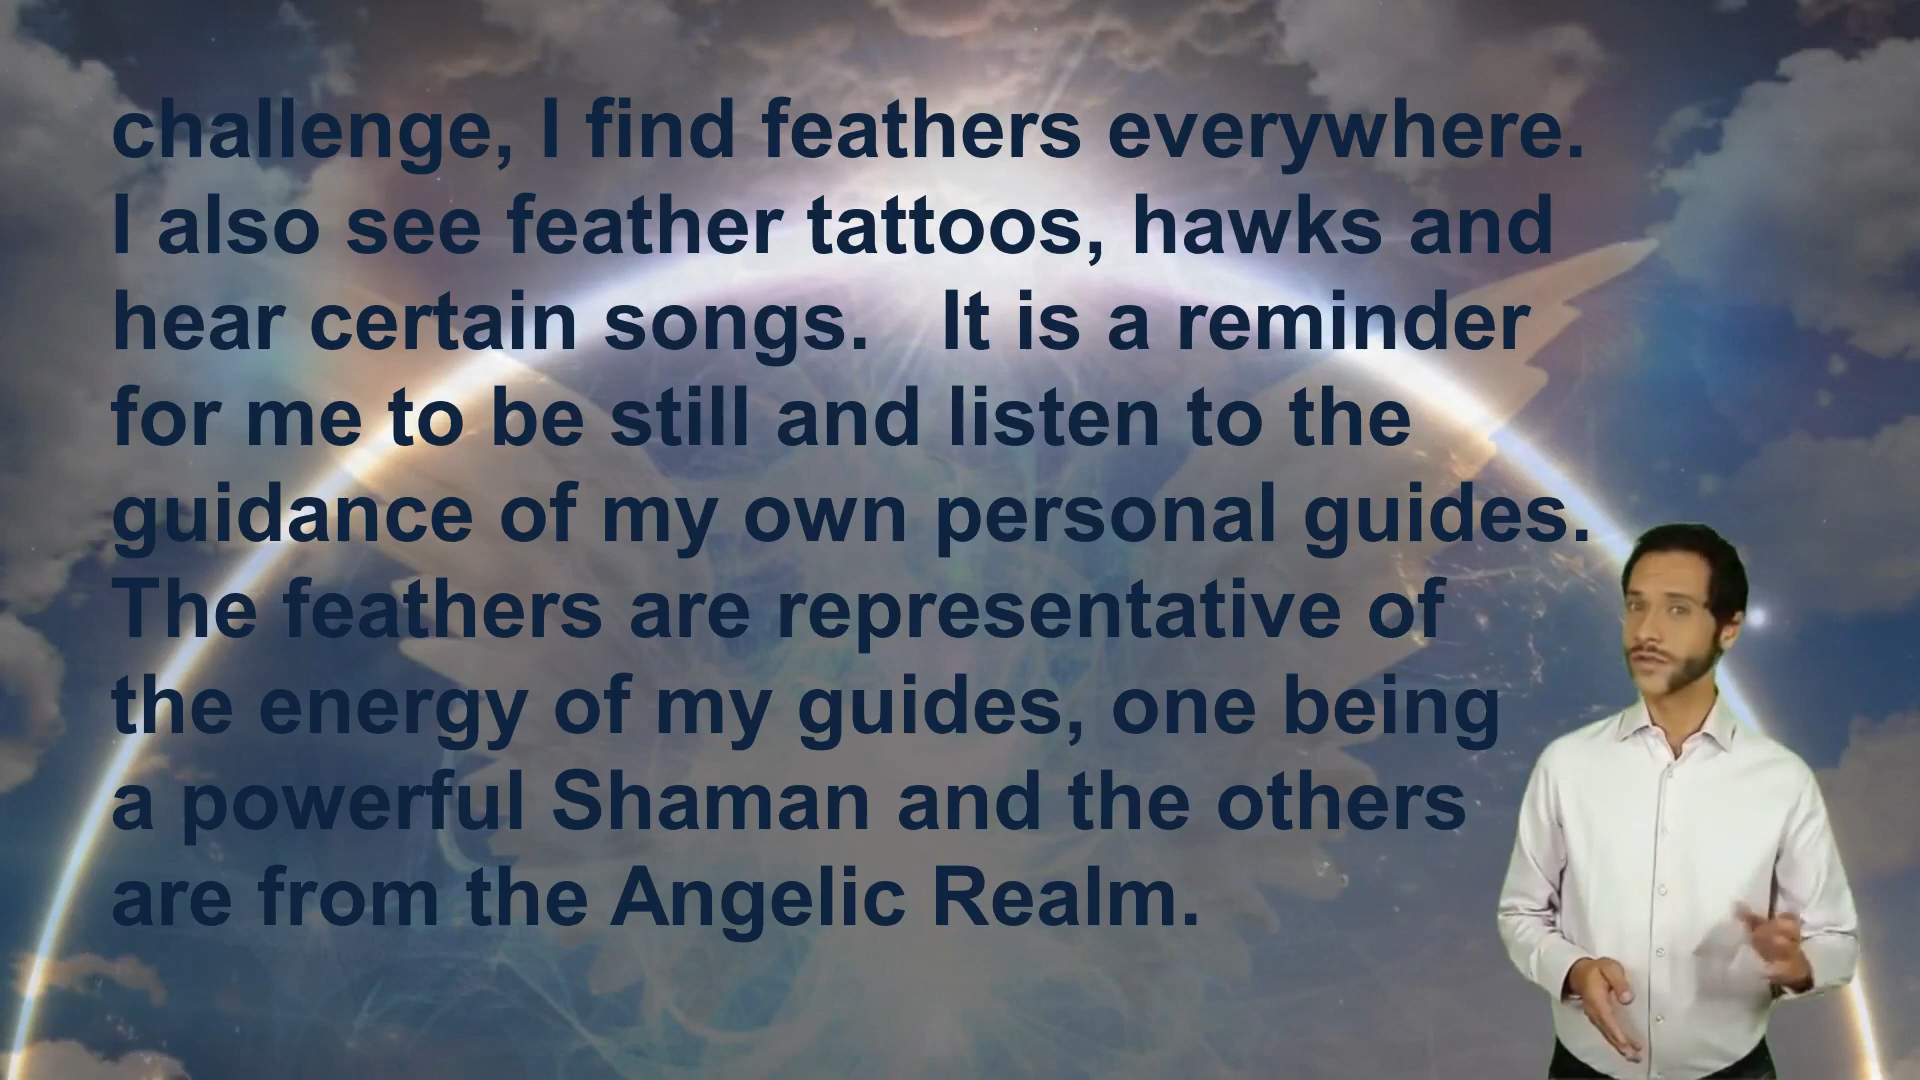 challenge, I find feathers everywhere.
I also see feather tattoos, hawks and
hear certain songs.   It is a reminder
for me to be still and listen to the
guidance of my own personal guides.
The feathers are representative of
the energy of my guides, one being
a powerful Shaman and the others
are from the Angelic Realm.